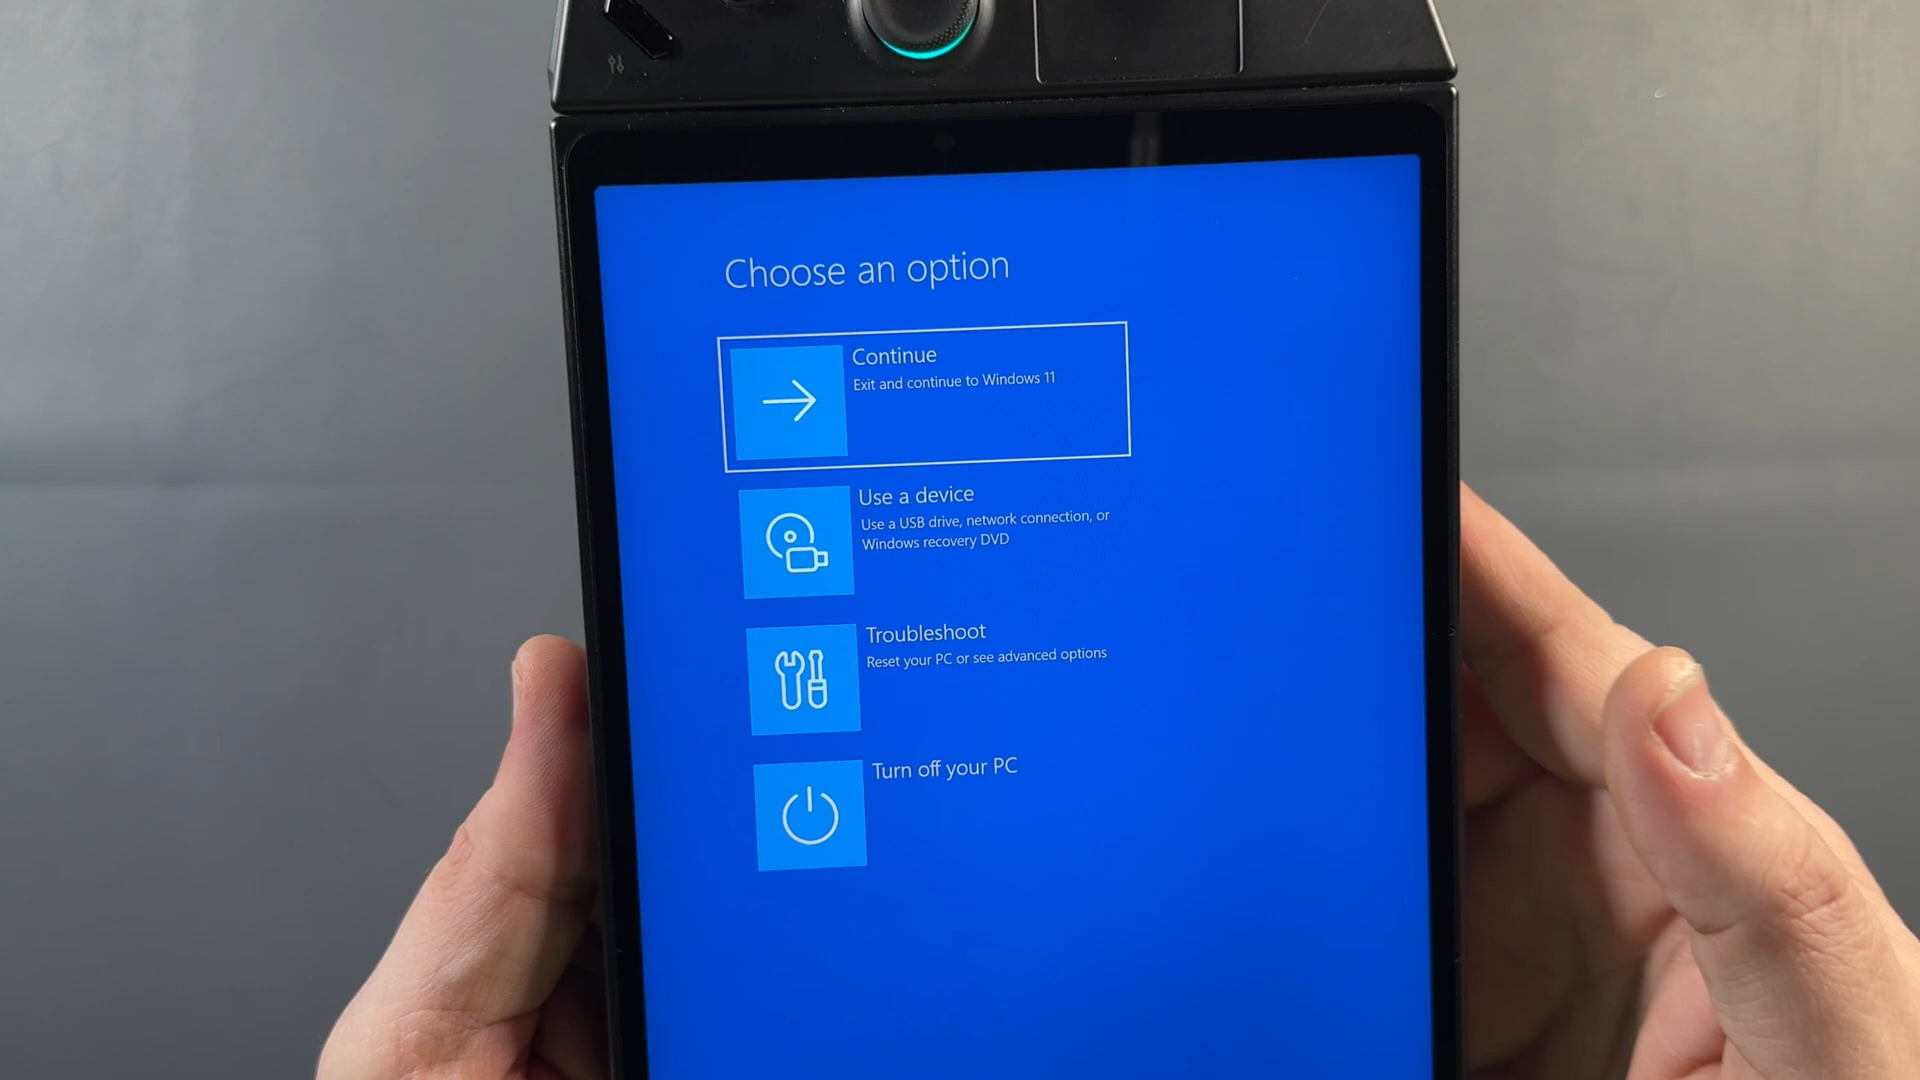 Choose an option
Continue
Exit and continue to Windows 11
Use a device
Use a USB drive, network connection, or
Windows recovery DVD
Troubleshoot
Reset your PC or see advanced options
Turn off your PC